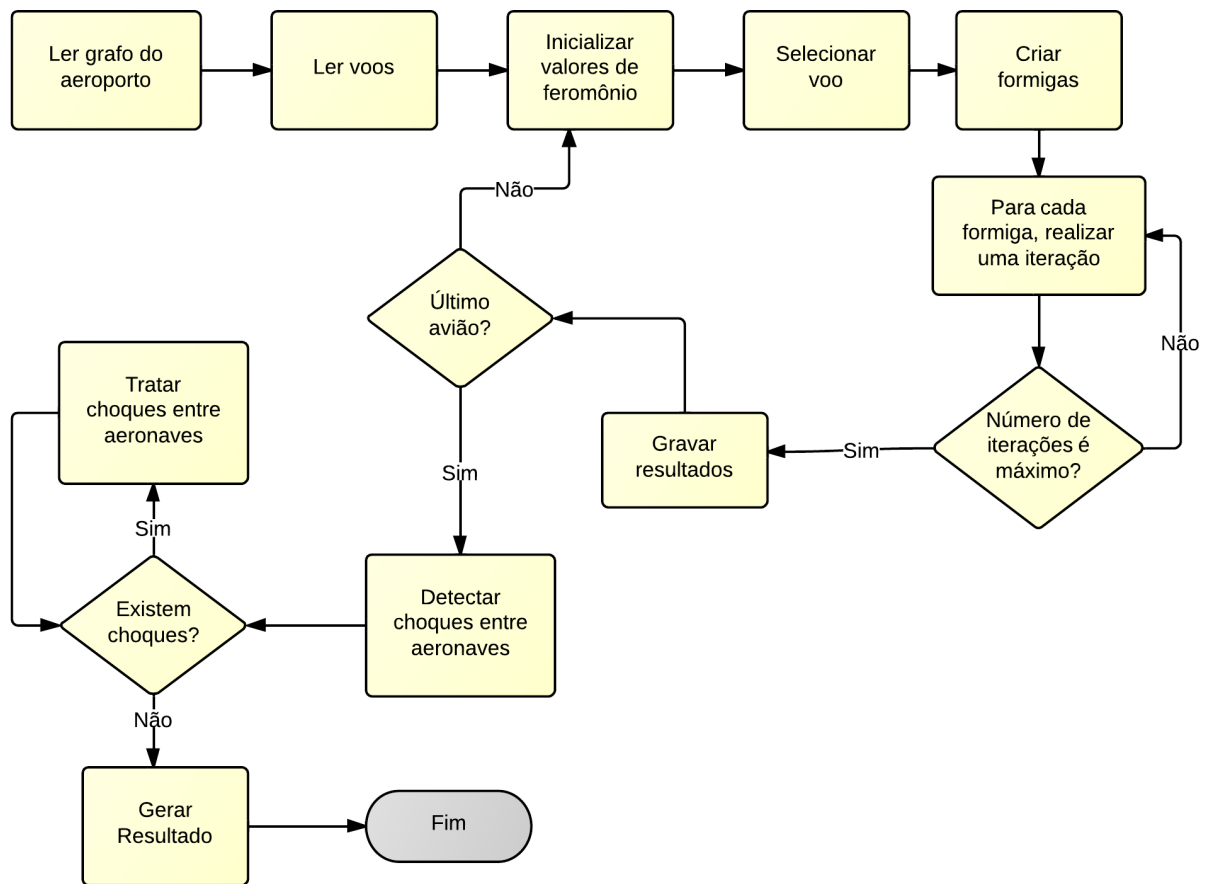 Ler grafo do
aeroporto
Ler voos
Inicializar
valores de
feromônio
Selecionar
voo
Criar
formigas
Para cada
formiga, realizar
uma iteração
Não
Número de
iterações é
máximo?
Sim
Gravar
resultados
Último
avião?
Não
Sim
Detectar
choques entre
aeronaves
Existem
choques?
Sim
Tratar
choques entre
aeronaves
Não
Gerar
Resultado
Fim